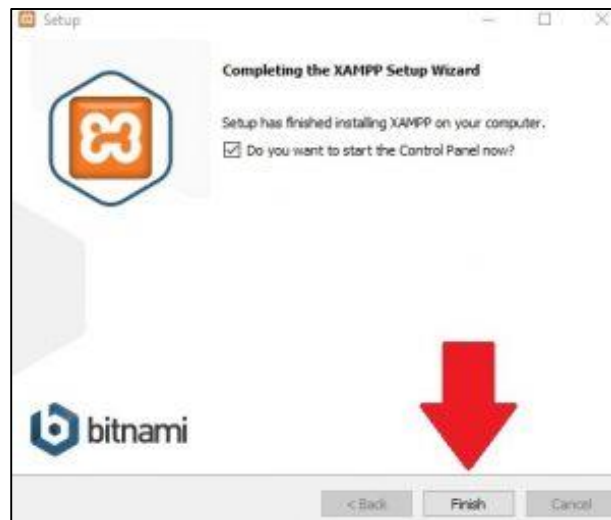 Setup
Completing the XAMPP Setup Wizard
Setup has finished installing XAMPP on your computer.
Do you want to start the Control Panel now?
bitnami
< Back Finish Cancel